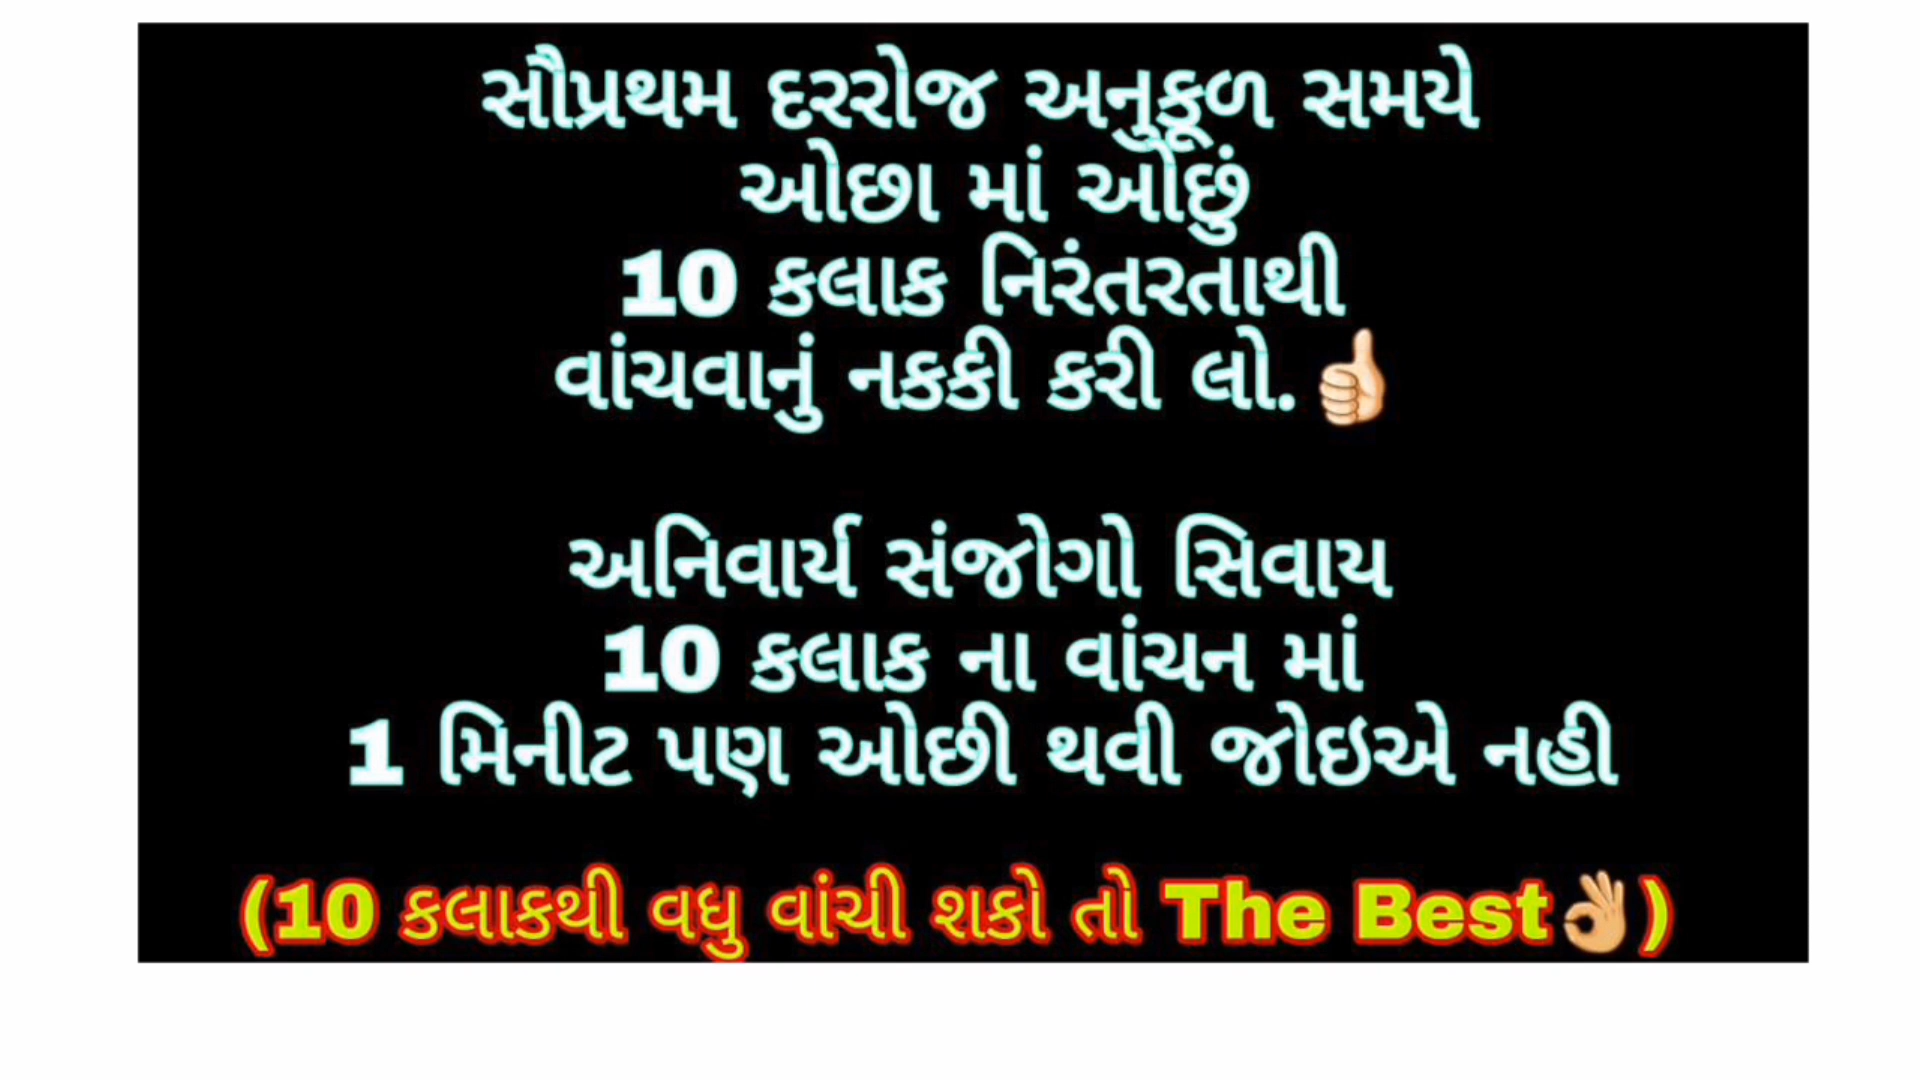 સૌપ્રથમ દરરોજ અનુકૂળ સમયે
ઓછા માં ઓછું
10 કલાક નિરંતરતાથી
વાંચવાનું નકકી કરી લો.👍🏻
અનિવાર્ય સંજોગો સિવાય
10 કલાક ના વાંચન માં
1 મિનીટ પણ ઓછી થવી જોઇએ નહી
(10 કલાકથી વધુ વાંચી શકો તો The Best👌🏼)